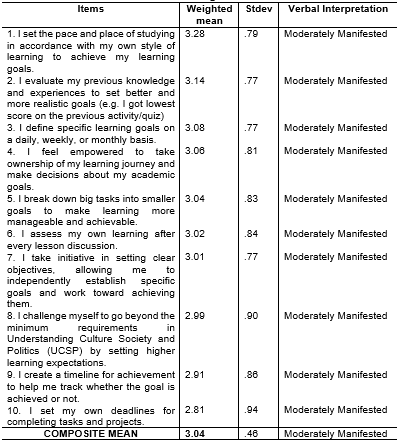 Items Weighted mean Stdev Verbal Interpretation
1. I set the pace and place of studying 3.28 .79 Moderately Manifested
in accordance with my own style of
learning to achieve my learning
goals.
2. I evaluate my previous knowledge 3.14 .77 Moderately Manifested
and experiences to set better and
more realistic goals (e.g. I got lowest
score on the previous activity/quiz)
3. I define specific learning goals on 3.08 .77 Moderately Manifested
a daily, weekly, or monthly basis.
4. I feel empowered to take 3.06 .81 Moderately Manifested
ownership of my learning journey and
make decisions about my academic
goals.
5. I break down big tasks into smaller 3.04 .83 Moderately Manifested
goals to make learning more
manageable and achievable.
6. I assess my own learning after 3.02 .84 Moderately Manifested
every lesson discussion.
7. I take initiative in setting clear 3.01 .77 Moderately Manifested
objectives, allowing me to
independently establish specific
goals and work toward achieving
them.
8. I challenge myself to go beyond the 2.99 .90 Moderately Manifested
minimum requirements in
Understanding Culture Society and
Politics (UCSP) by setting higher
learning expectations.
9. I create a timeline for achievement 2.91 .86 Moderately Manifested
to help me track whether the goal is
achieved or not.
10. I set my own deadlines for 2.81 .94 Moderately Manifested
completing tasks and projects.
COMPOSITE MEAN 3.04 .46 Moderately Manifested